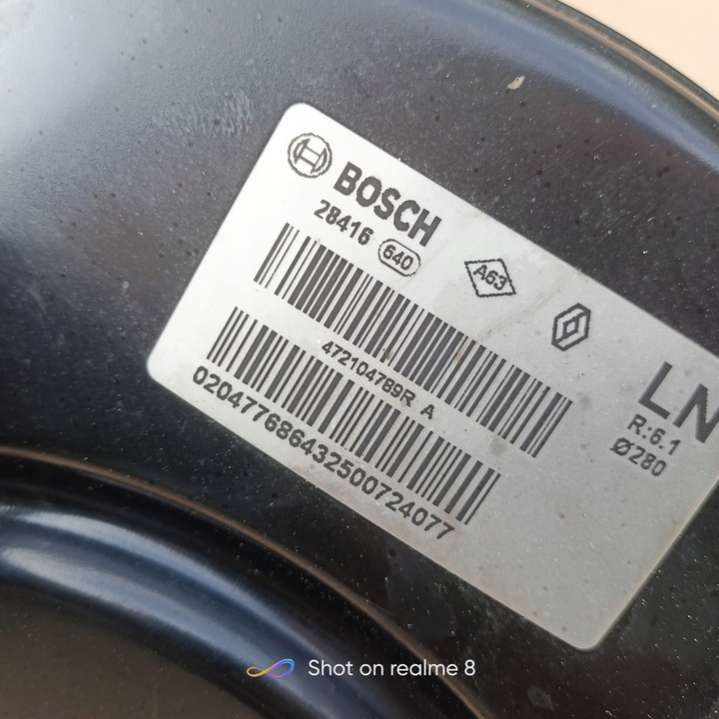 BOSCH
28416 640
A63
472104789R A
0204776864325007240​77
LN
R:6.1
Ø280
Shot on realme 8